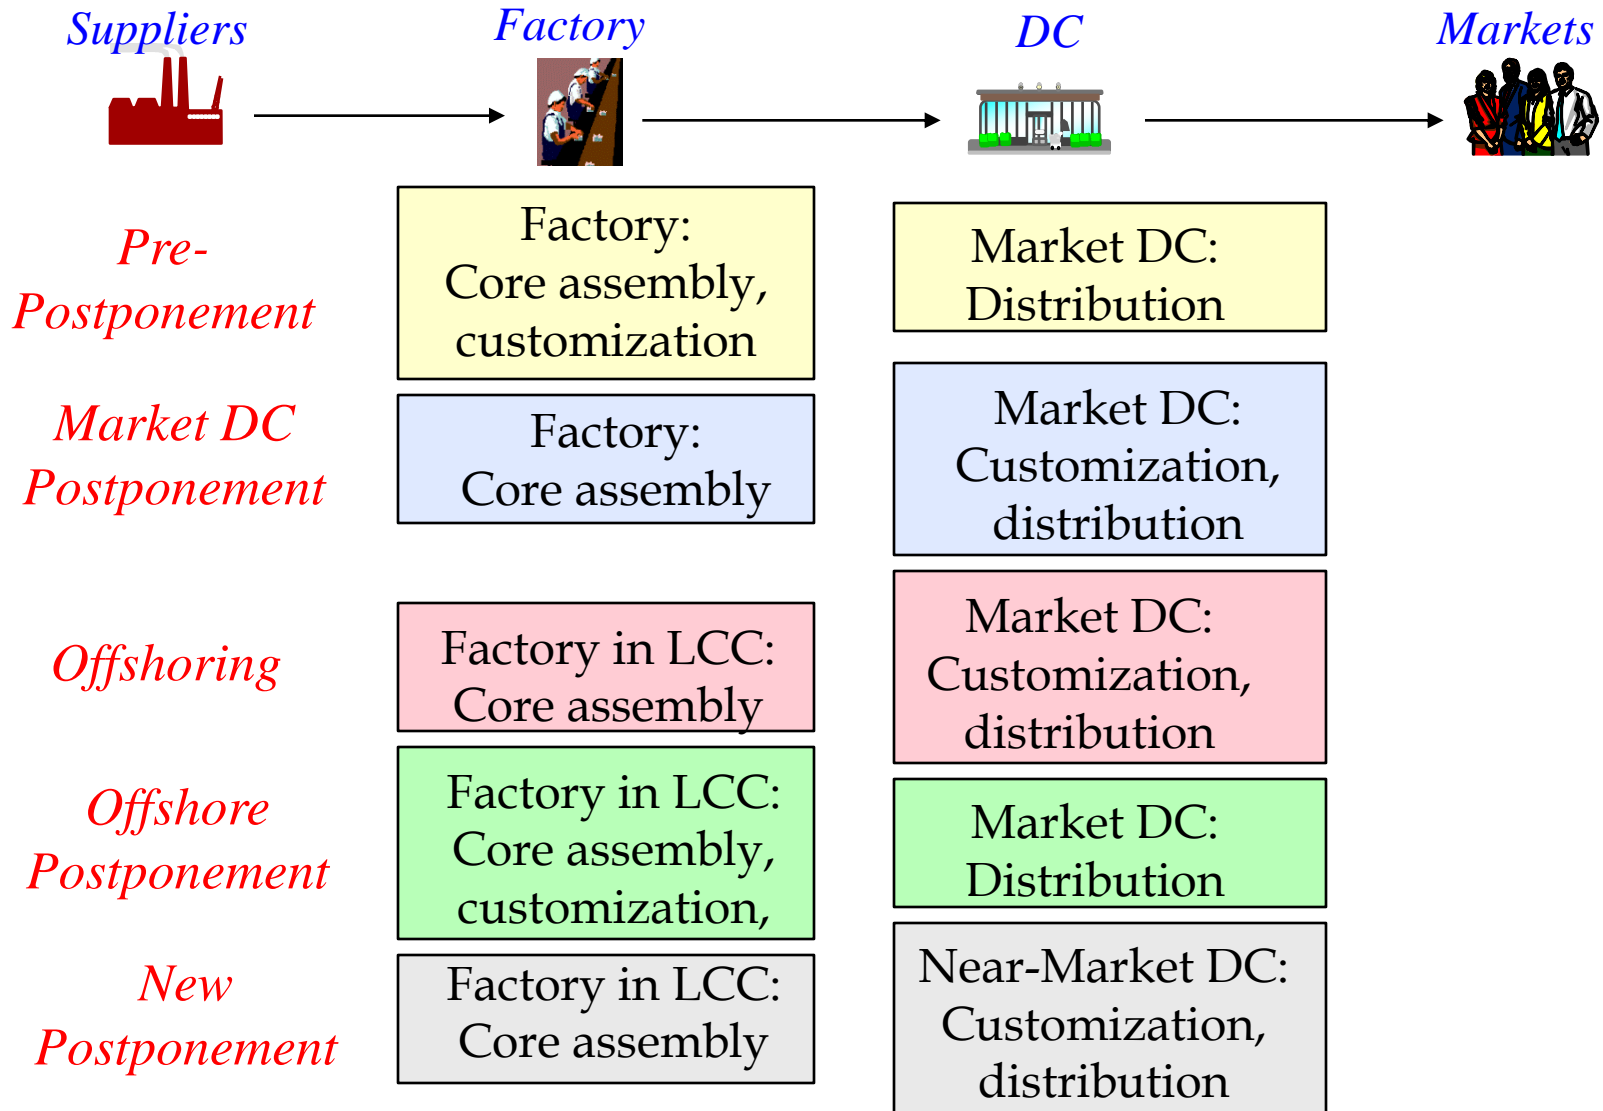 Suppliers
Factory
DC
Markets
Pre-
Postponement
Factory:
Core assembly,
customization
Market DC:
Distribution
Market DC
Postponement
Factory:
Core assembly
Market DC:
Customization,
distribution
Offshoring
Factory in LCC:
Core assembly
Market DC:
Customization,
distribution
Offshore
Postponement
Factory in LCC:
Core assembly,
customization,
Market DC:
Distribution
New
Postponement
Factory in LCC:
Core assembly
Near-Market DC:
Customization,
distribution